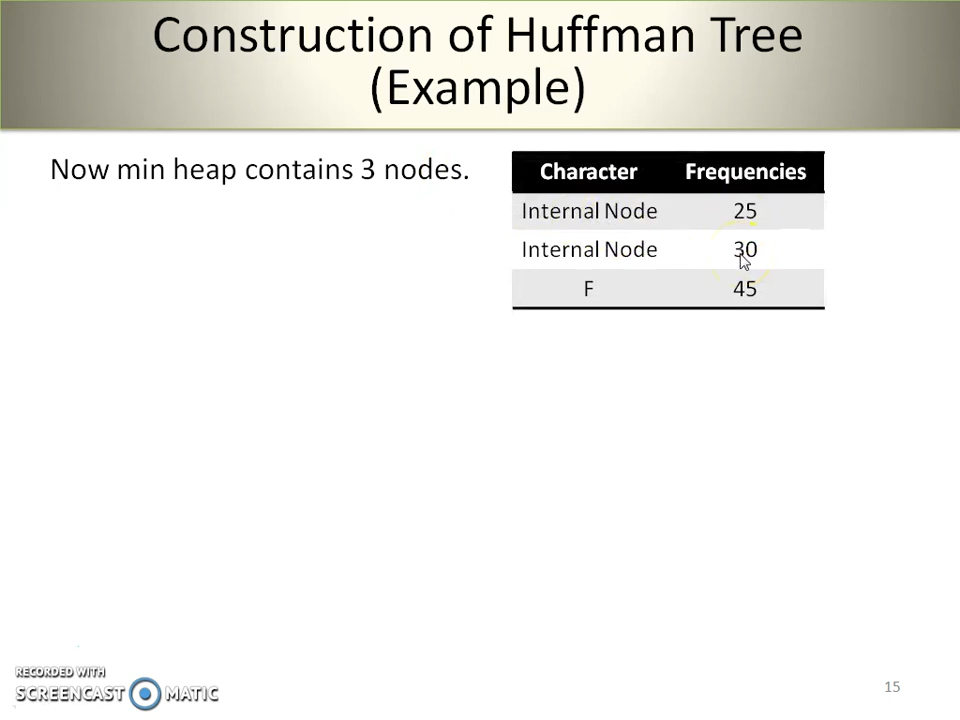 Construction of Huffman Tree
(Example)
Now min heap contains 3 nodes.
Character Frequencies
Internal Node 25
Internal Node 30
F 45
RECORDED WITH
SCREENCAST MATIC
15